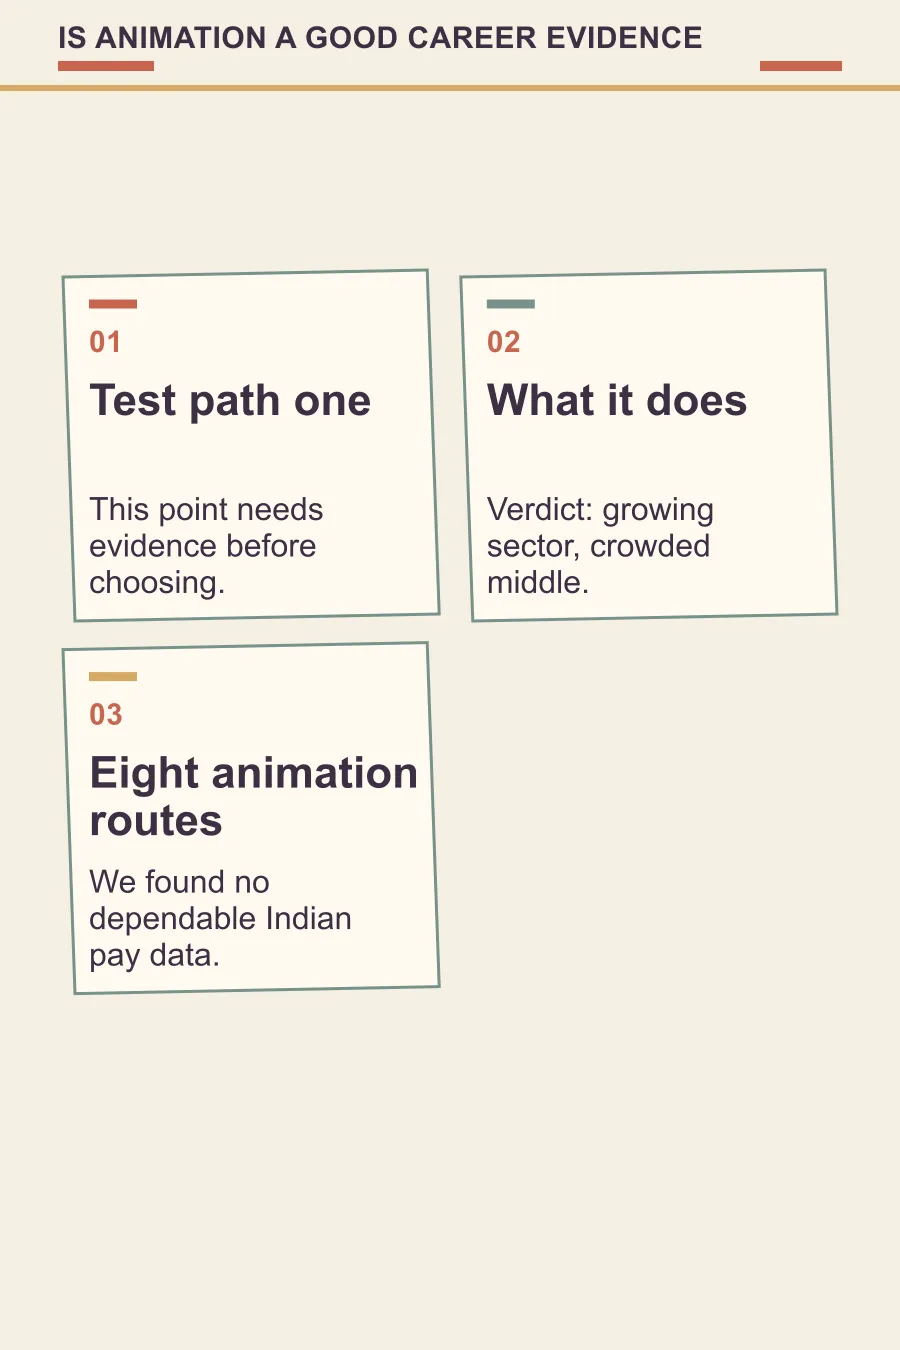 IS ANIMATION A GOOD CAREER EVIDENCE
01
Test path one
This point needs
evidence before
choosing.
02
What it does
Verdict: growing
sector, crowded
middle.
03
Eight animation
routes
We found no
dependable Indian
pay data.